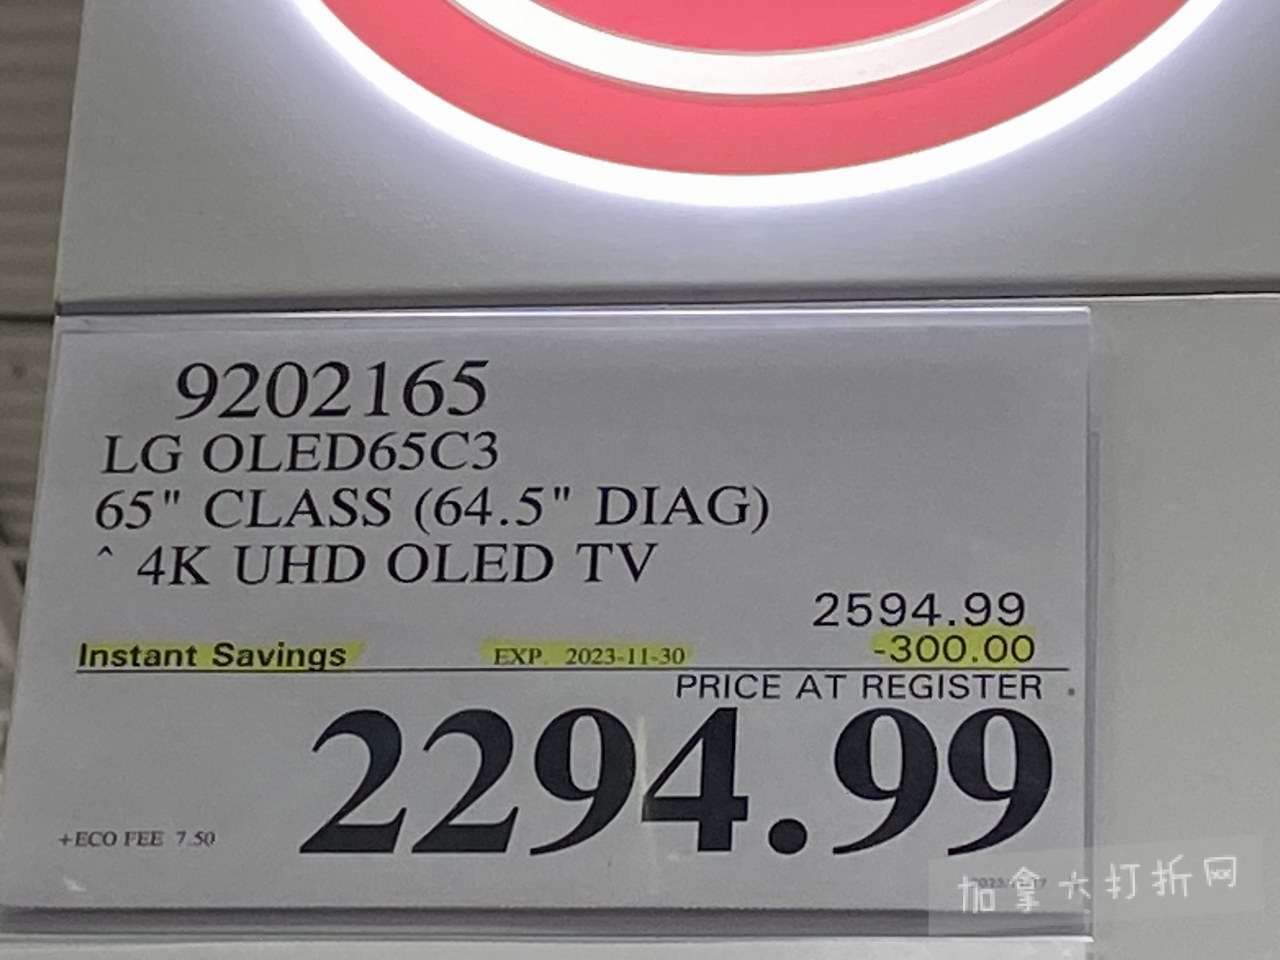 9202165
LG OLED65C3
65" CLASS (64.5" DIAG)
^ 4K UHD OLED TV
2594.99
Instant Savings EXP. 2023-11-30 -300.00
PRICE AT REGISTER
2294.99
+ECO FEE 7.50
加拿大打折网